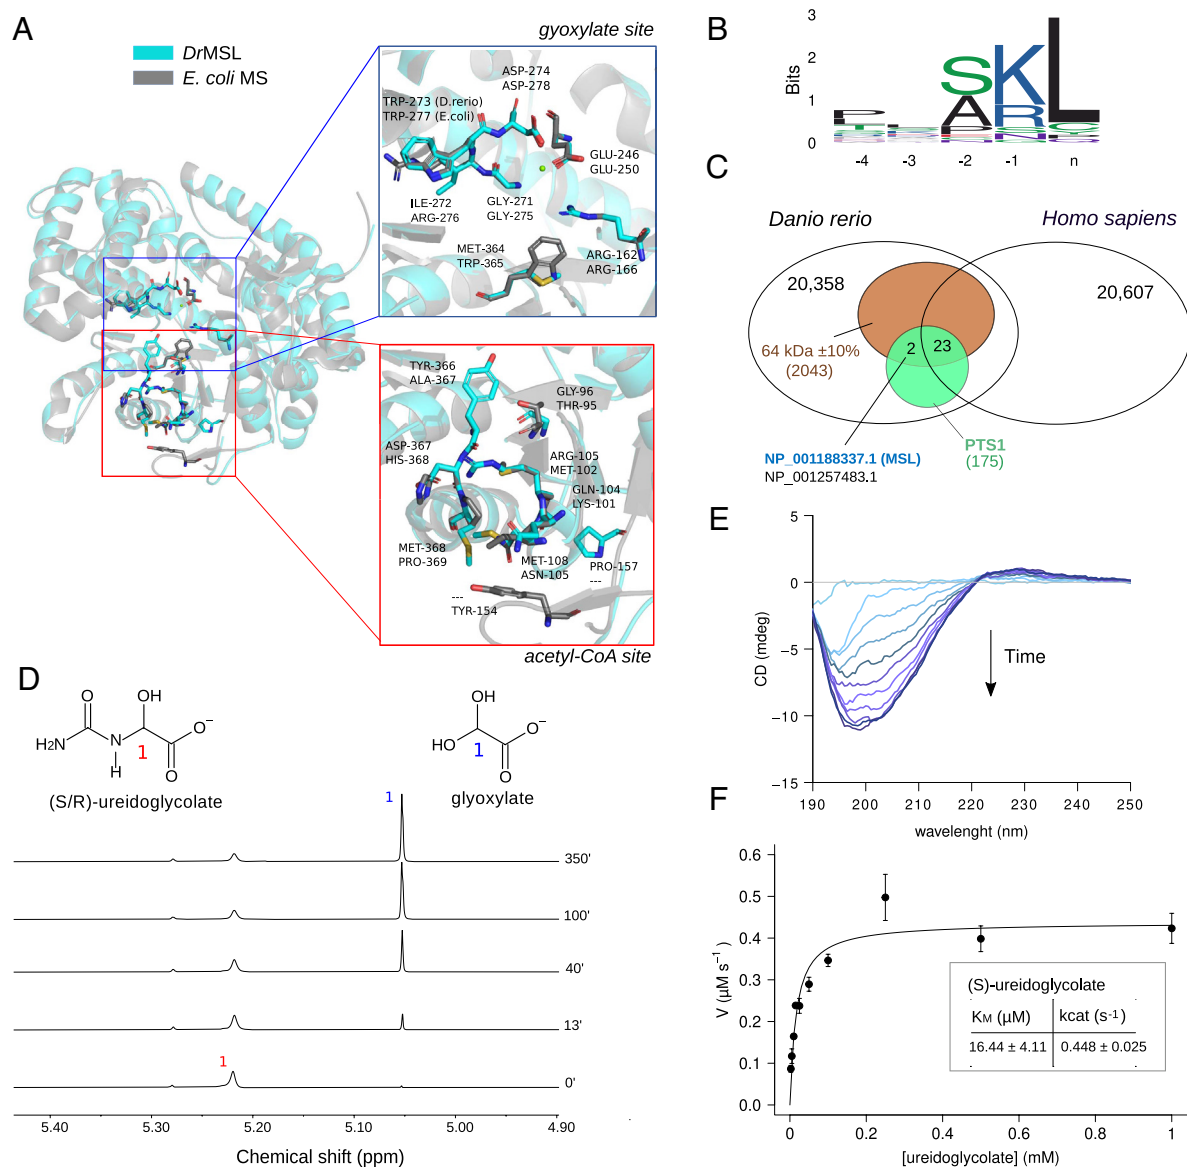 A
DrMSL
E. coli MS
gyoxylate site
ASP-274
ASP-278
TRP-273 (D.rerio)
TRP-277 (E.coli)
GLU-246
GLU-250
ILE-272
ARG-276
GLY-271
GLY-275
MET-364
TRP-365
ARG-162
ARG-166
TYR-366
ALA-367
GLY-96
THR-95
ASP-367
HIS-368
ARG-105
MET-102
GLN-104
LYS-101
MET-368
PRO-369
MET-108
ASN-105
PRO-157
---
---
TYR-154
acetyl-CoA site
B
Bits
3
2
1
0
P
S
A
P
K
R
N
L
-4
-3
-2
-1
n
C
Danio rerio
Homo sapiens
20,358
20,607
2
23
64 kDa ±10%
(2043)
PTS1
(175)
NP_001188337.1 (MSL)
NP_001257483.1
D
O
OH
H2N
N
H
1
O
O−
(S/R)-ureidoglycolate
OH
HO
1
O
O−
glyoxylate
1
350'
100'
40'
13'
1
0'
5.40
5.30
5.20
5.10
5.00
4.90
Chemical shift (ppm)
E
CD (mdeg)
5
0
−5
−10
−15
Time
190
200
210
220
230
240
250
wavelenght (nm)
F
V (μM s−1)
0.6
0.5
0.4
0.3
0.2
0.1
0.0
(S)-ureidoglycolate
KM (μM)
kcat (s-1)
16.44 ± 4.11
0.448 ± 0.025
0
0.2
0.4
0.6
0.8
1
[ureidoglycolate] (mM)